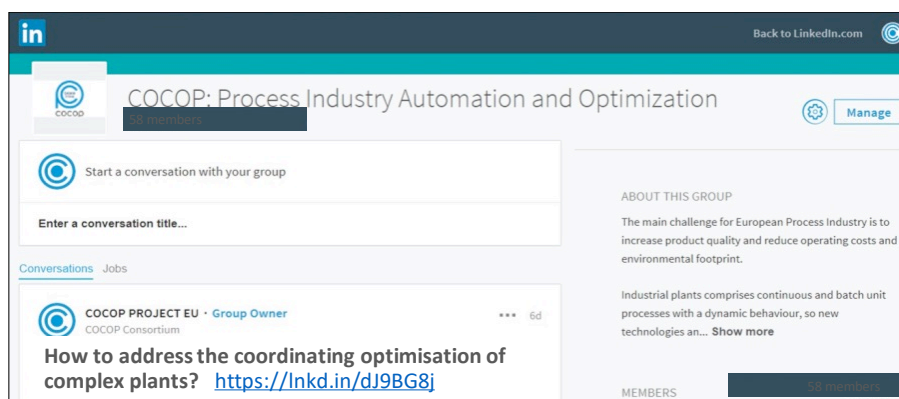 in
Back to LinkedIn.com
cocop
COCOP: Process Industry Automation and Optimization
58 members
Manage
Start a conversation with your group
Enter a conversation title...
Conversations Jobs
COCOP PROJECT EU · Group Owner
••• 6d
COCOP Consortium
How to address the coordinating optimisation of
complex plants? https://lnkd.in/dJ9BG8j
ABOUT THIS GROUP
The main challenge for European Process Industry is to
increase product quality and reduce operating costs and
environmental footprint.
Industrial plants comprises continuous and batch unit
processes with a dynamic behaviour, so new
technologies an... Show more
MEMBERS
58 members